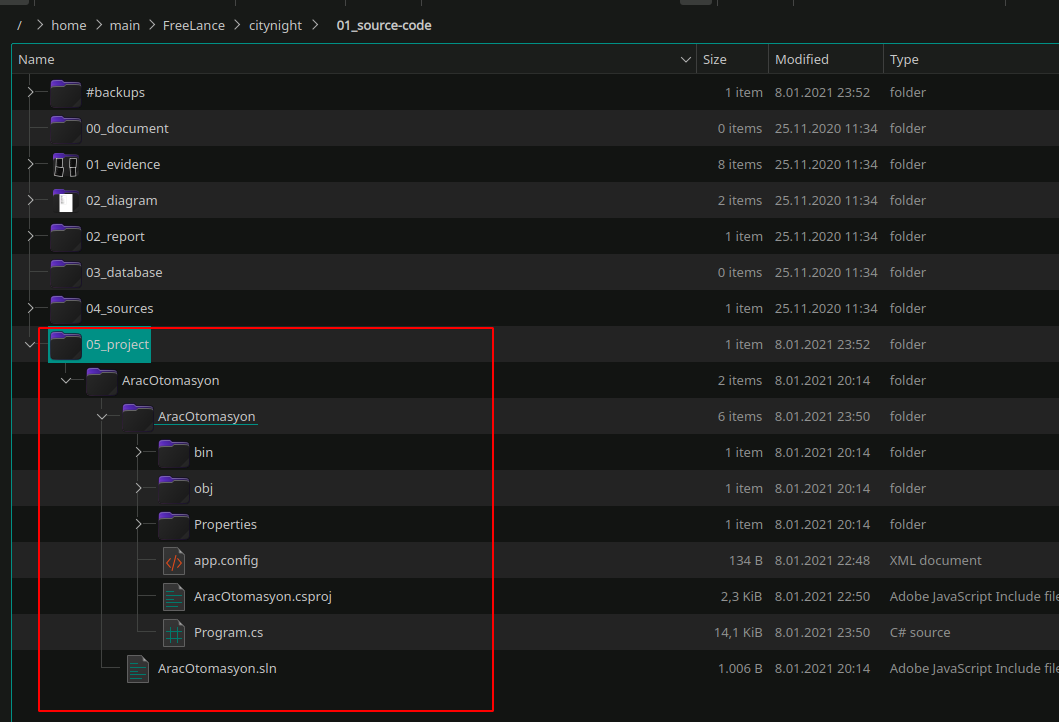 / > home > main > FreeLance > citynight > 01_source-code
Name Size Modified Type
#backups 1 item 8.01.2021 23:52 folder
00_document 0 items 25.11.2020 11:34 folder
01_evidence 8 items 25.11.2020 11:34 folder
02_diagram 2 items 25.11.2020 11:34 folder
02_report 1 item 25.11.2020 11:34 folder
03_database 0 items 25.11.2020 11:34 folder
04_sources 1 item 25.11.2020 11:34 folder
05_project 1 item 8.01.2021 23:52 folder
AracOtomasyon 2 items 8.01.2021 20:14 folder
AracOtomasyon 6 items 8.01.2021 23:50 folder
bin 1 item 8.01.2021 20:14 folder
obj 1 item 8.01.2021 20:14 folder
Properties 1 item 8.01.2021 20:14 folder
app.config 134 B 8.01.2021 22:48 XML document
AracOtomasyon.csproj 2,3 KiB 8.01.2021 22:50 Adobe JavaScript Include file
Program.cs 14,1 KiB 8.01.2021 23:50 C# source
AracOtomasyon.sln 1.006 B 8.01.2021 20:14 Adobe JavaScript Include file